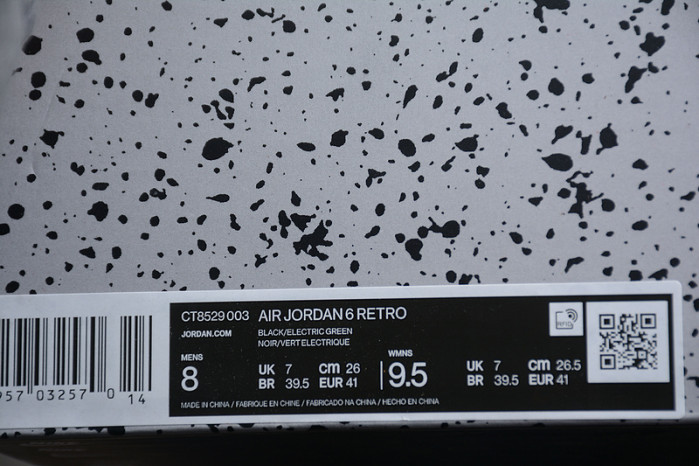 CT8529 003 AIR JORDAN 6 RETRO
JORDAN.COM BLACK/ELECTRIC GREEN
NOIR/VERT ELECTRIQUE
MENS
8
UK 7 cm 26
BR 39.5 EUR 41
WMNS
9.5
UK 7 cm 26.5
BR 39.5 EUR 41
RFID
MADE IN CHINA / FABRIQUE EN CHINE / FABRICADO NA CHINA / HECHO EN CHINA
957 03257 0 14